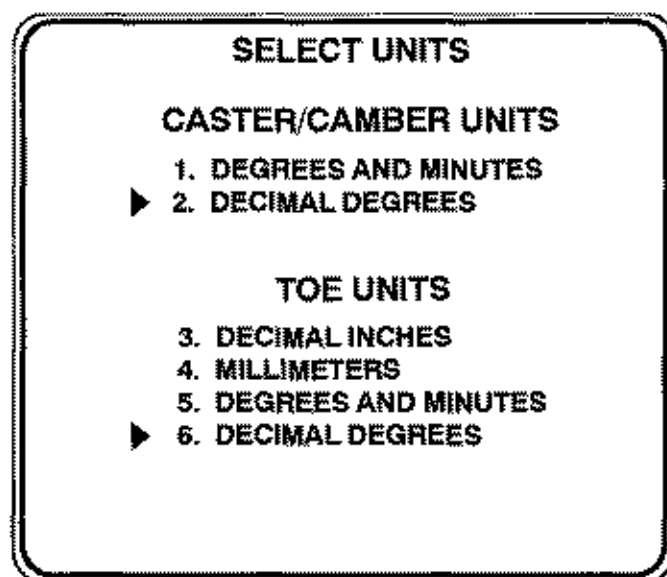 SELECT UNITS
CASTER/CAMBER UNITS
1. DEGREES AND MINUTES
▶ 2. DECIMAL DEGREES
TOE UNITS
3. DECIMAL INCHES
4. MILLIMETERS
5. DEGREES AND MINUTES
▶ 6. DECIMAL DEGREES